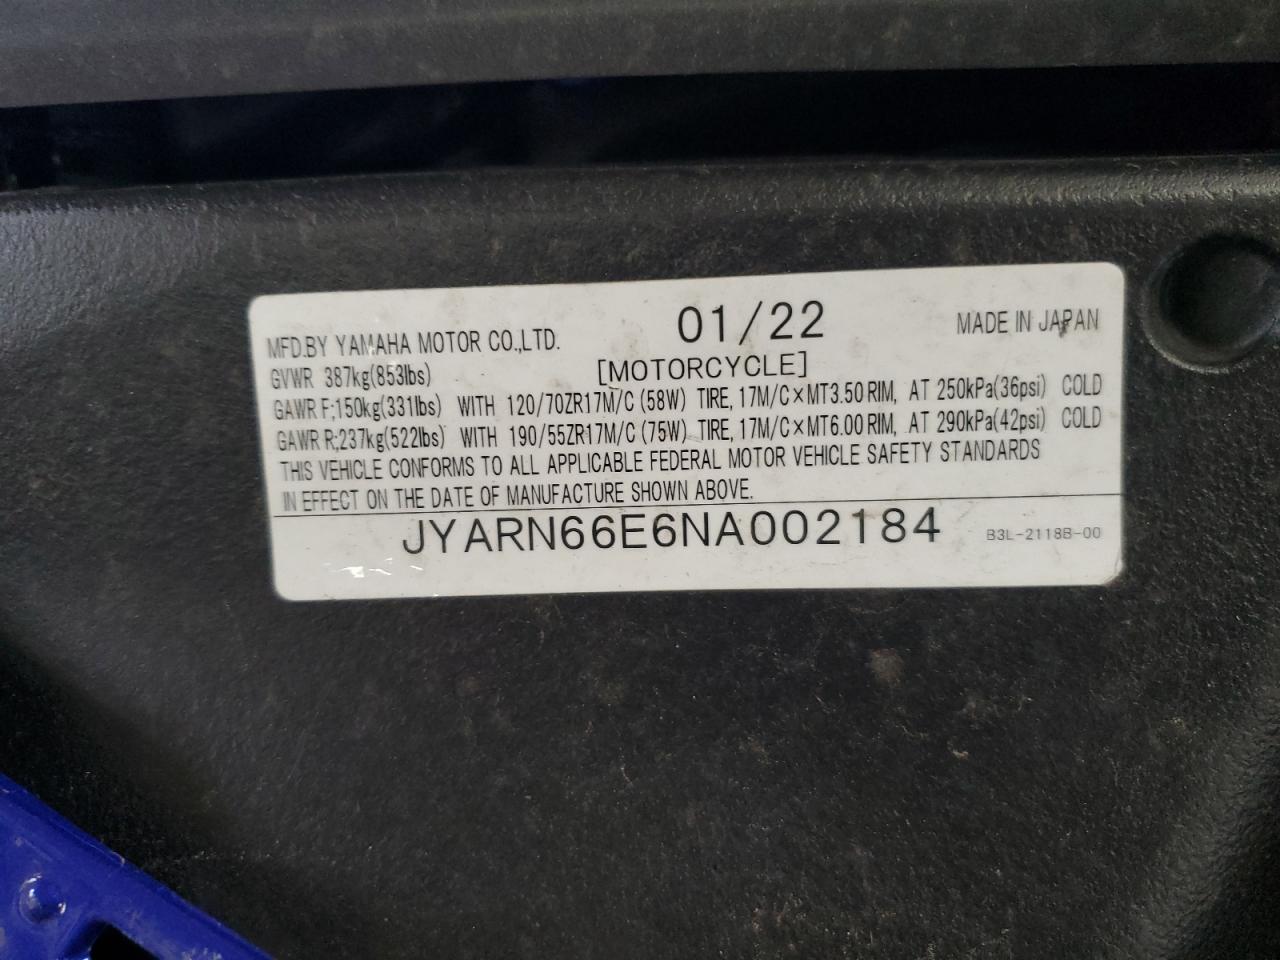 01/22
MFD.BY YAMAHA MOTOR CO.,LTD. MADE IN JAPAN
GVWR 387kg(853lbs) [MOTORCYCLE]
GAWR F;150kg(331lbs) WITH 120/70ZR17M/C (58W) TIRE, 17M/C×MT3.50 RIM, AT 250kPa(36psi) COLD
GAWR R;237kg(522lbs) WITH 190/55ZR17M/C (75W) TIRE, 17M/C×MT6.00 RIM, AT 290kPa(42psi) COLD
THIS VEHICLE CONFORMS TO ALL APPLICABLE FEDERAL MOTOR VEHICLE SAFETY STANDARDS
IN EFFECT ON THE DATE OF MANUFACTURE SHOWN ABOVE.
JYARN66E6NA002184 B3L-2118B-00